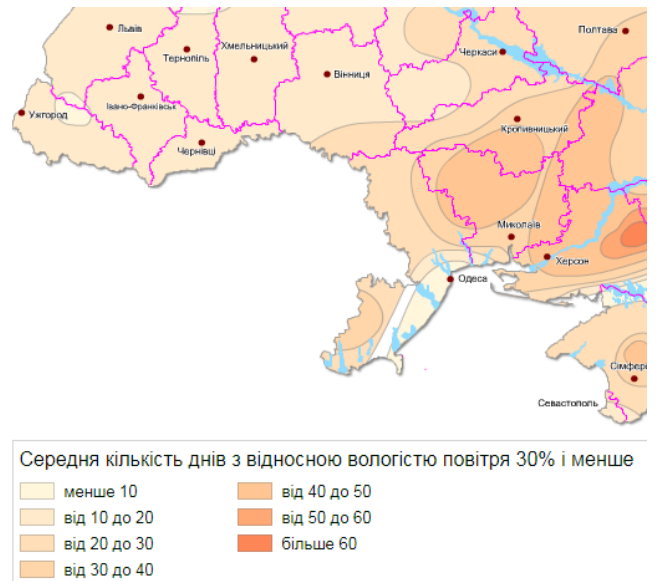 Львів
Тернопіль
Хмельницький
Вінниця
Черкаси
Полтава
Ужгород
Івано-Франківськ
Чернівці
Кропивницький
Миколаїв
Херсон
Одеса
Сімфер
Севастополь
Середня кількість днів з відносною вологістю повітря 30% і менше
менше 10
від 10 до 20
від 20 до 30
від 30 до 40
від 40 до 50
від 50 до 60
більше 60